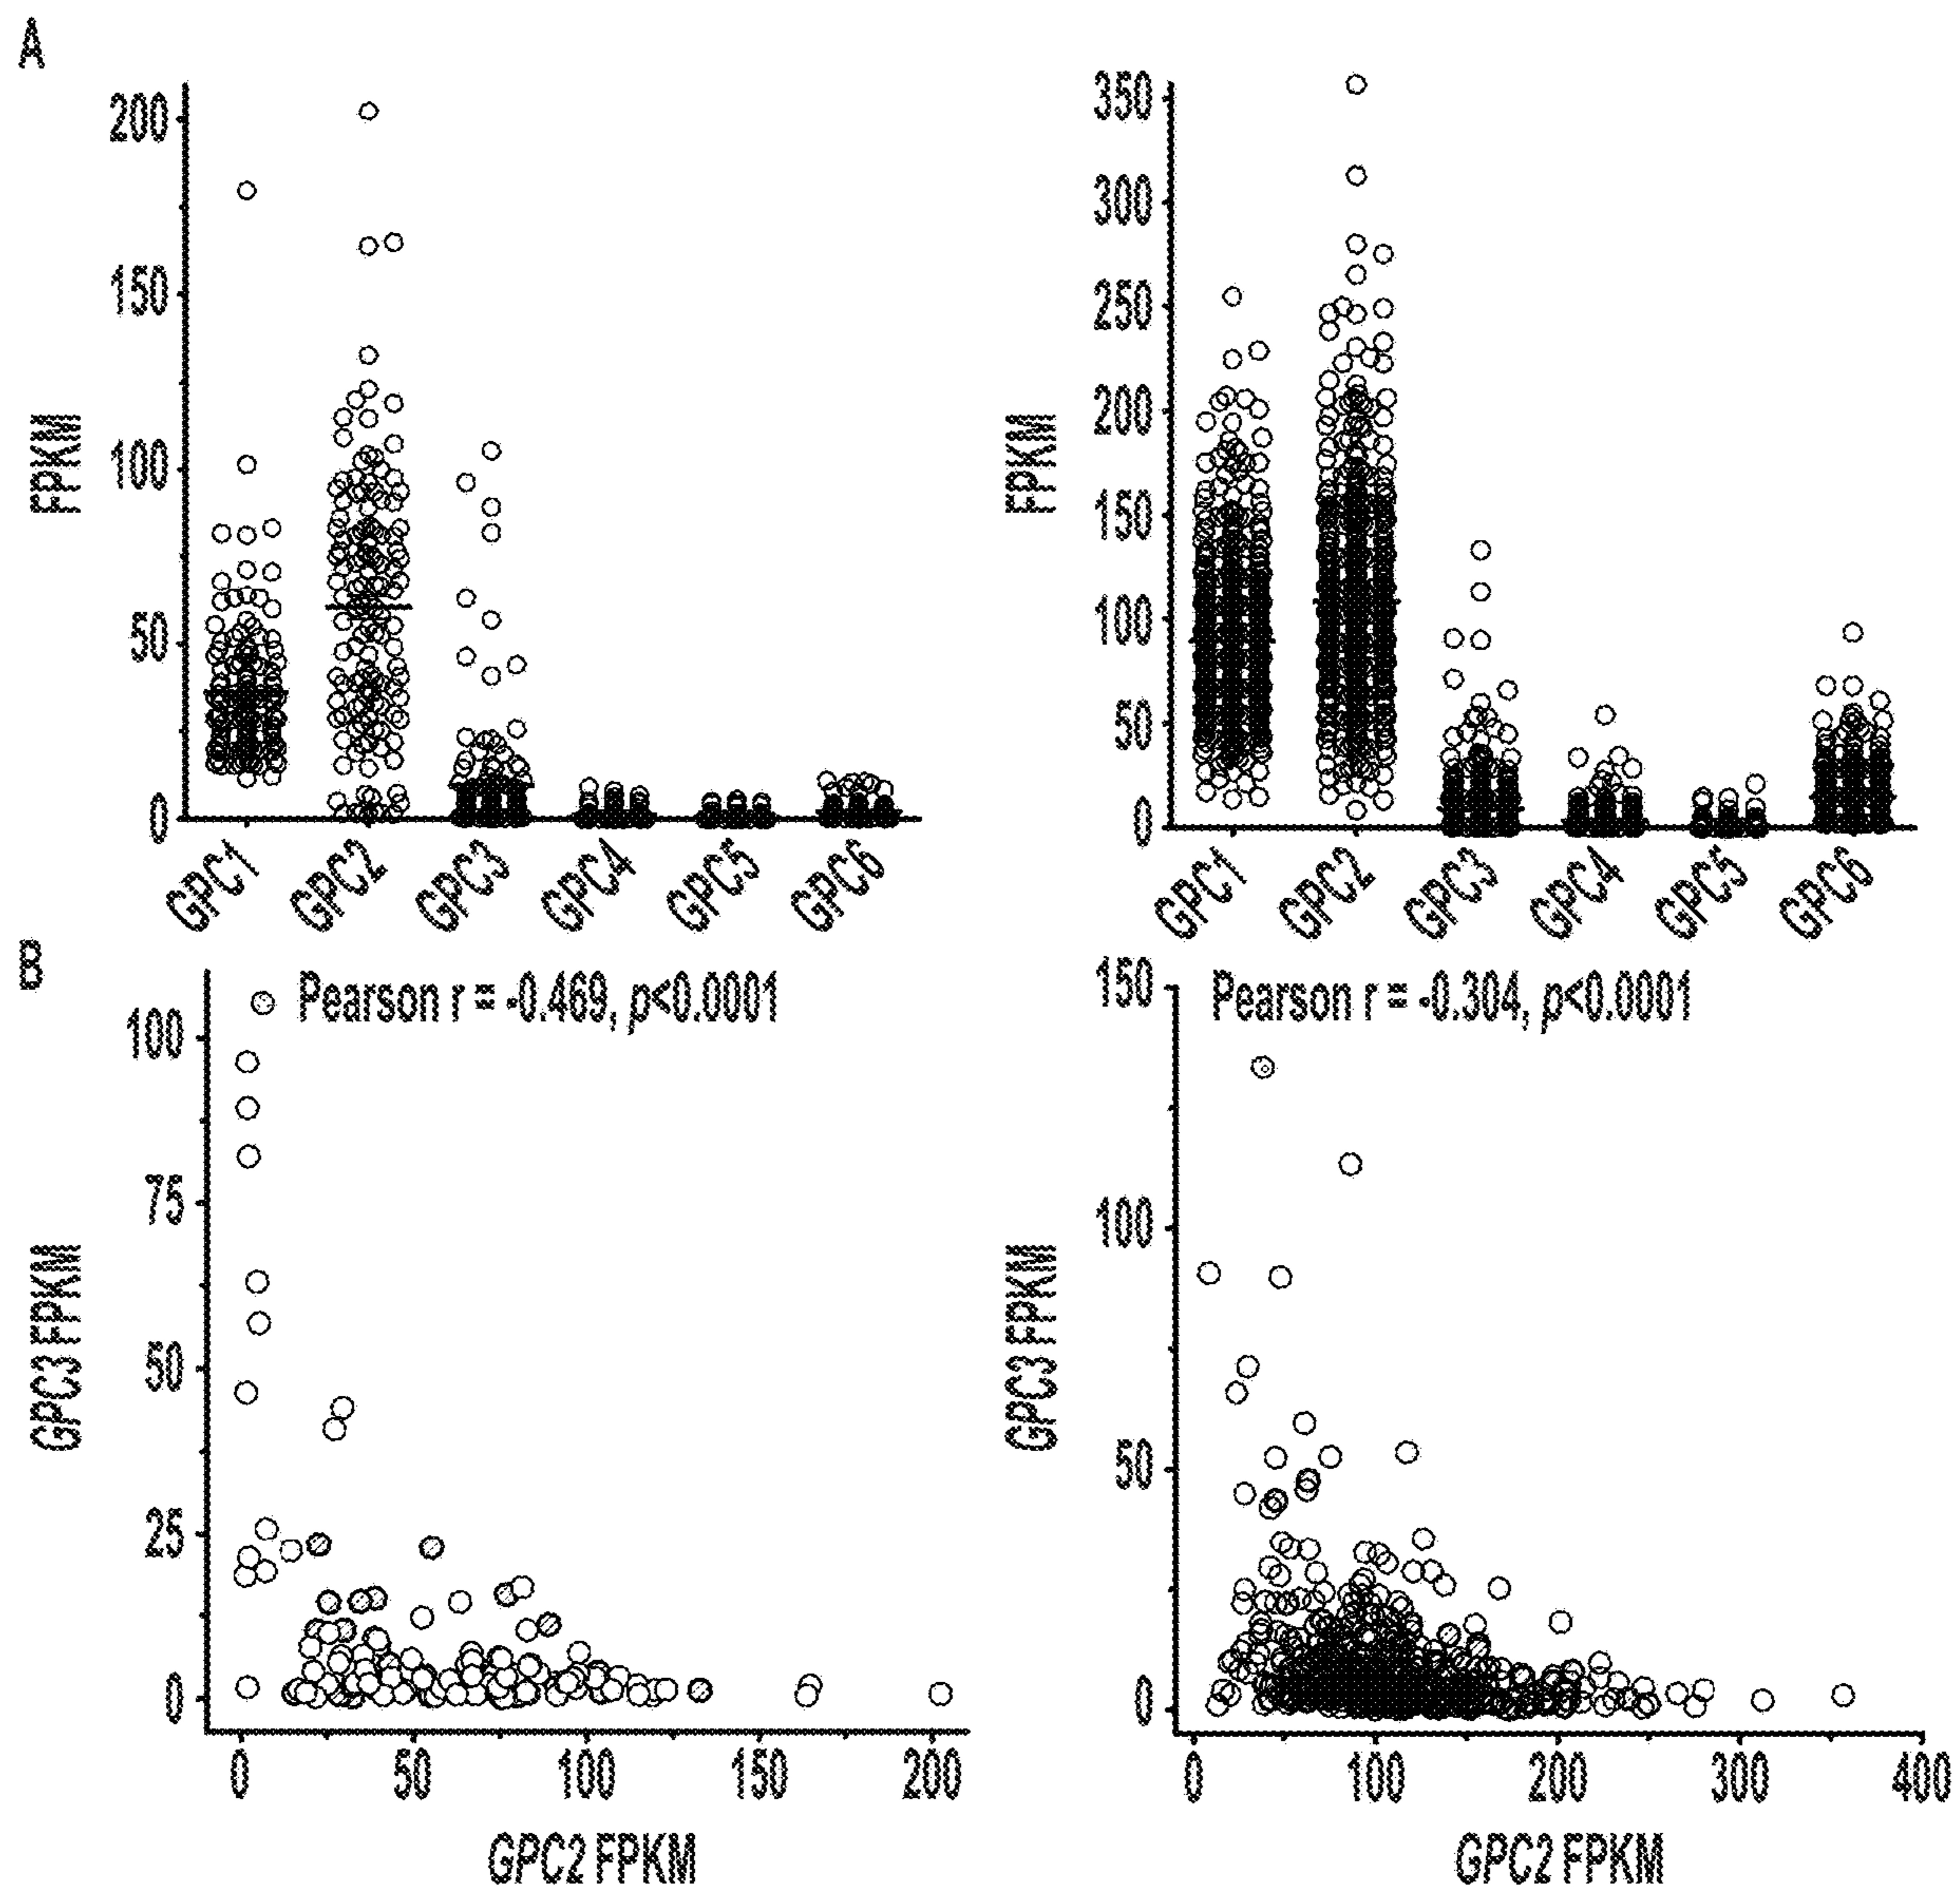 A
FPKM
200
150
100
50
0
GPC1 GPC2 GPC3 GPC4 GPC5 GPC6
FPKM
350
300
250
200
150
100
50
0
GPC1 GPC2 GPC3 GPC4 GPC5 GPC6
B
Pearson r = -0.469, p<0.0001
GPC3 FPKM
100
75
50
25
0
0 50 100 150 200
GPC2 FPKM
Pearson r = -0.304, p<0.0001
GPC3 FPKM
150
100
50
0
0 100 200 300 400
GPC2 FPKM